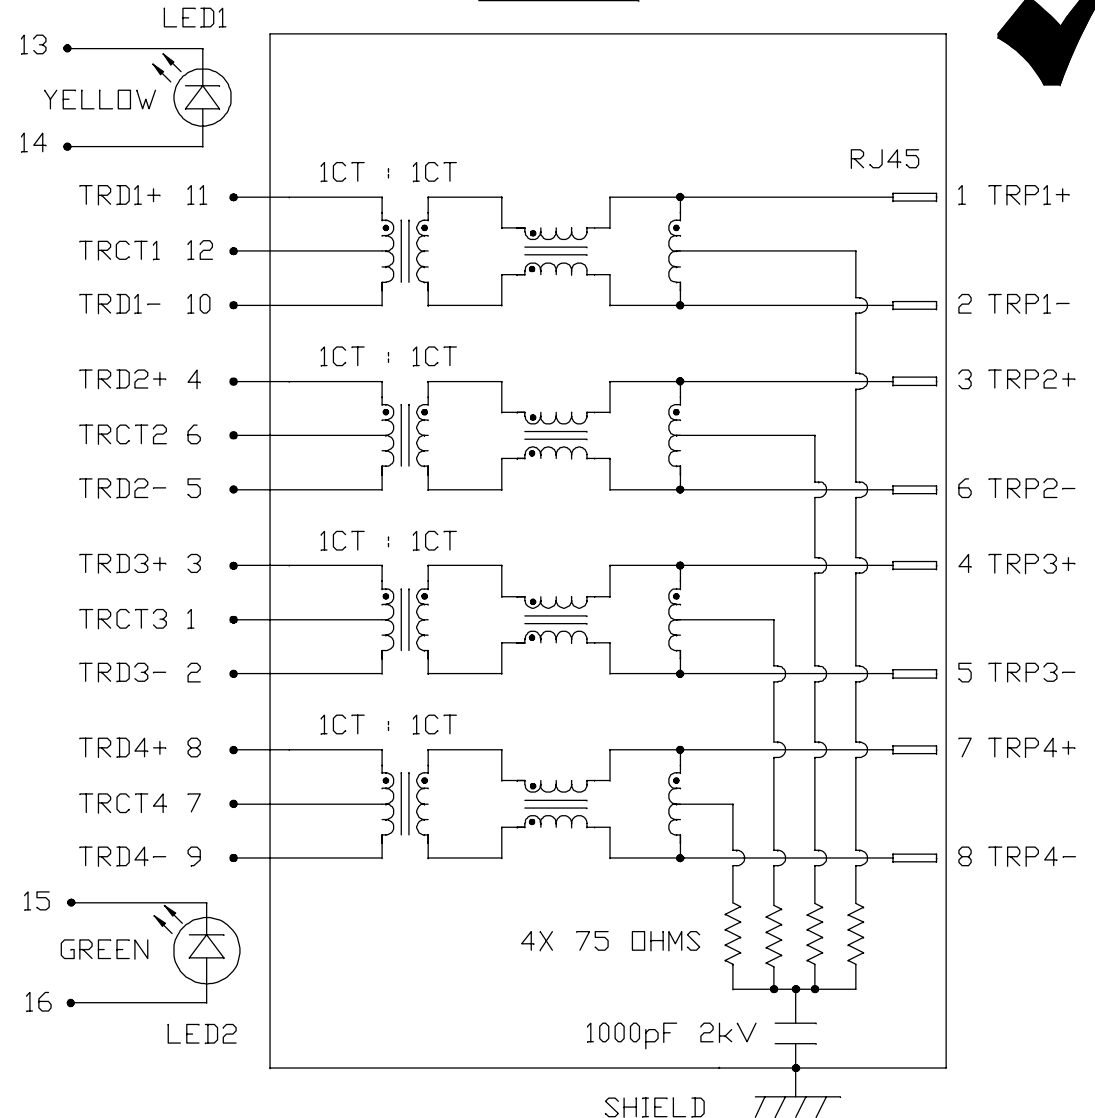 LED1
13
YELLOW
14
RJ45
1CT : 1CT
TRD1+ 11
1 TRP1+
TRCT1 12
TRD1- 10
2 TRP1-
1CT : 1CT
TRD2+ 4
3 TRP2+
TRCT2 6
TRD2- 5
6 TRP2-
1CT : 1CT
TRD3+ 3
4 TRP3+
TRCT3 1
TRD3- 2
5 TRP3-
1CT : 1CT
TRD4+ 8
7 TRP4+
TRCT4 7
TRD4- 9
8 TRP4-
15
GREEN
16
LED2
4X 75 OHMS
1000pF 2kV
SHIELD